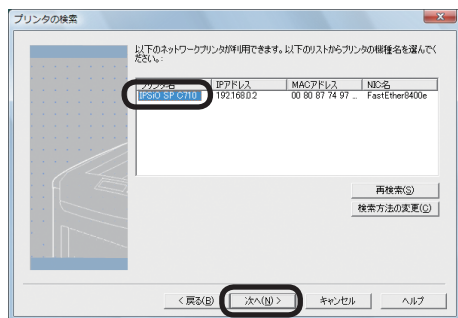 プリンタの検索
以下のネットワークプリンタが利用できます。以下のリストからプリンタの機種名を選んでく
ださい。:
プリンタ名 IPアドレス MACアドレス NIC名
IPSiO SP C710 192.168.0.2 00 80 87 74 97 ... FastEther8400e
再検索(S)
検索方法の変更(C)
< 戻る(B) 次へ(N) > キャンセル ヘルプ